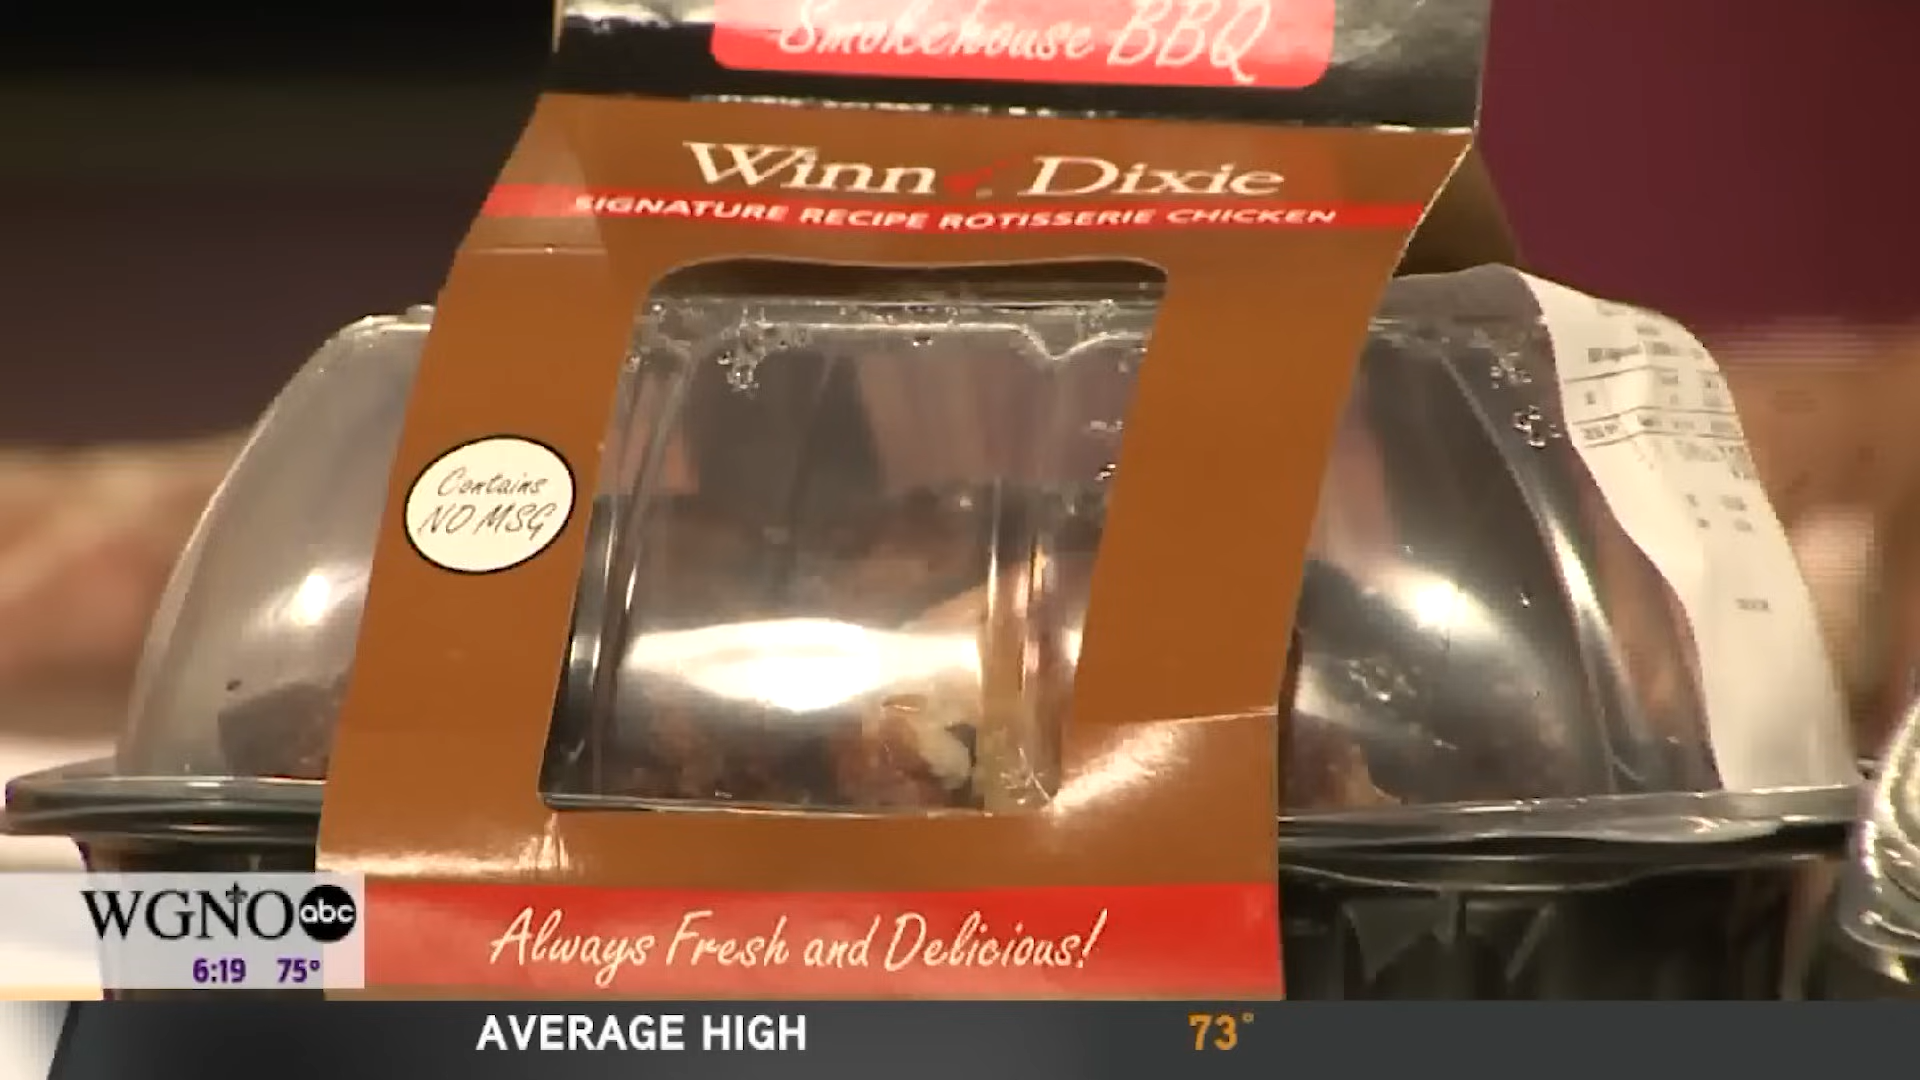 Smokehouse BBQ
Winn Dixie
SIGNATURE RECIPE ROTISSERIE CHICKEN
Contains
NO MSG
Always Fresh and Delicious!
WGNO abc
6:19 75°
AVERAGE HIGH 73°